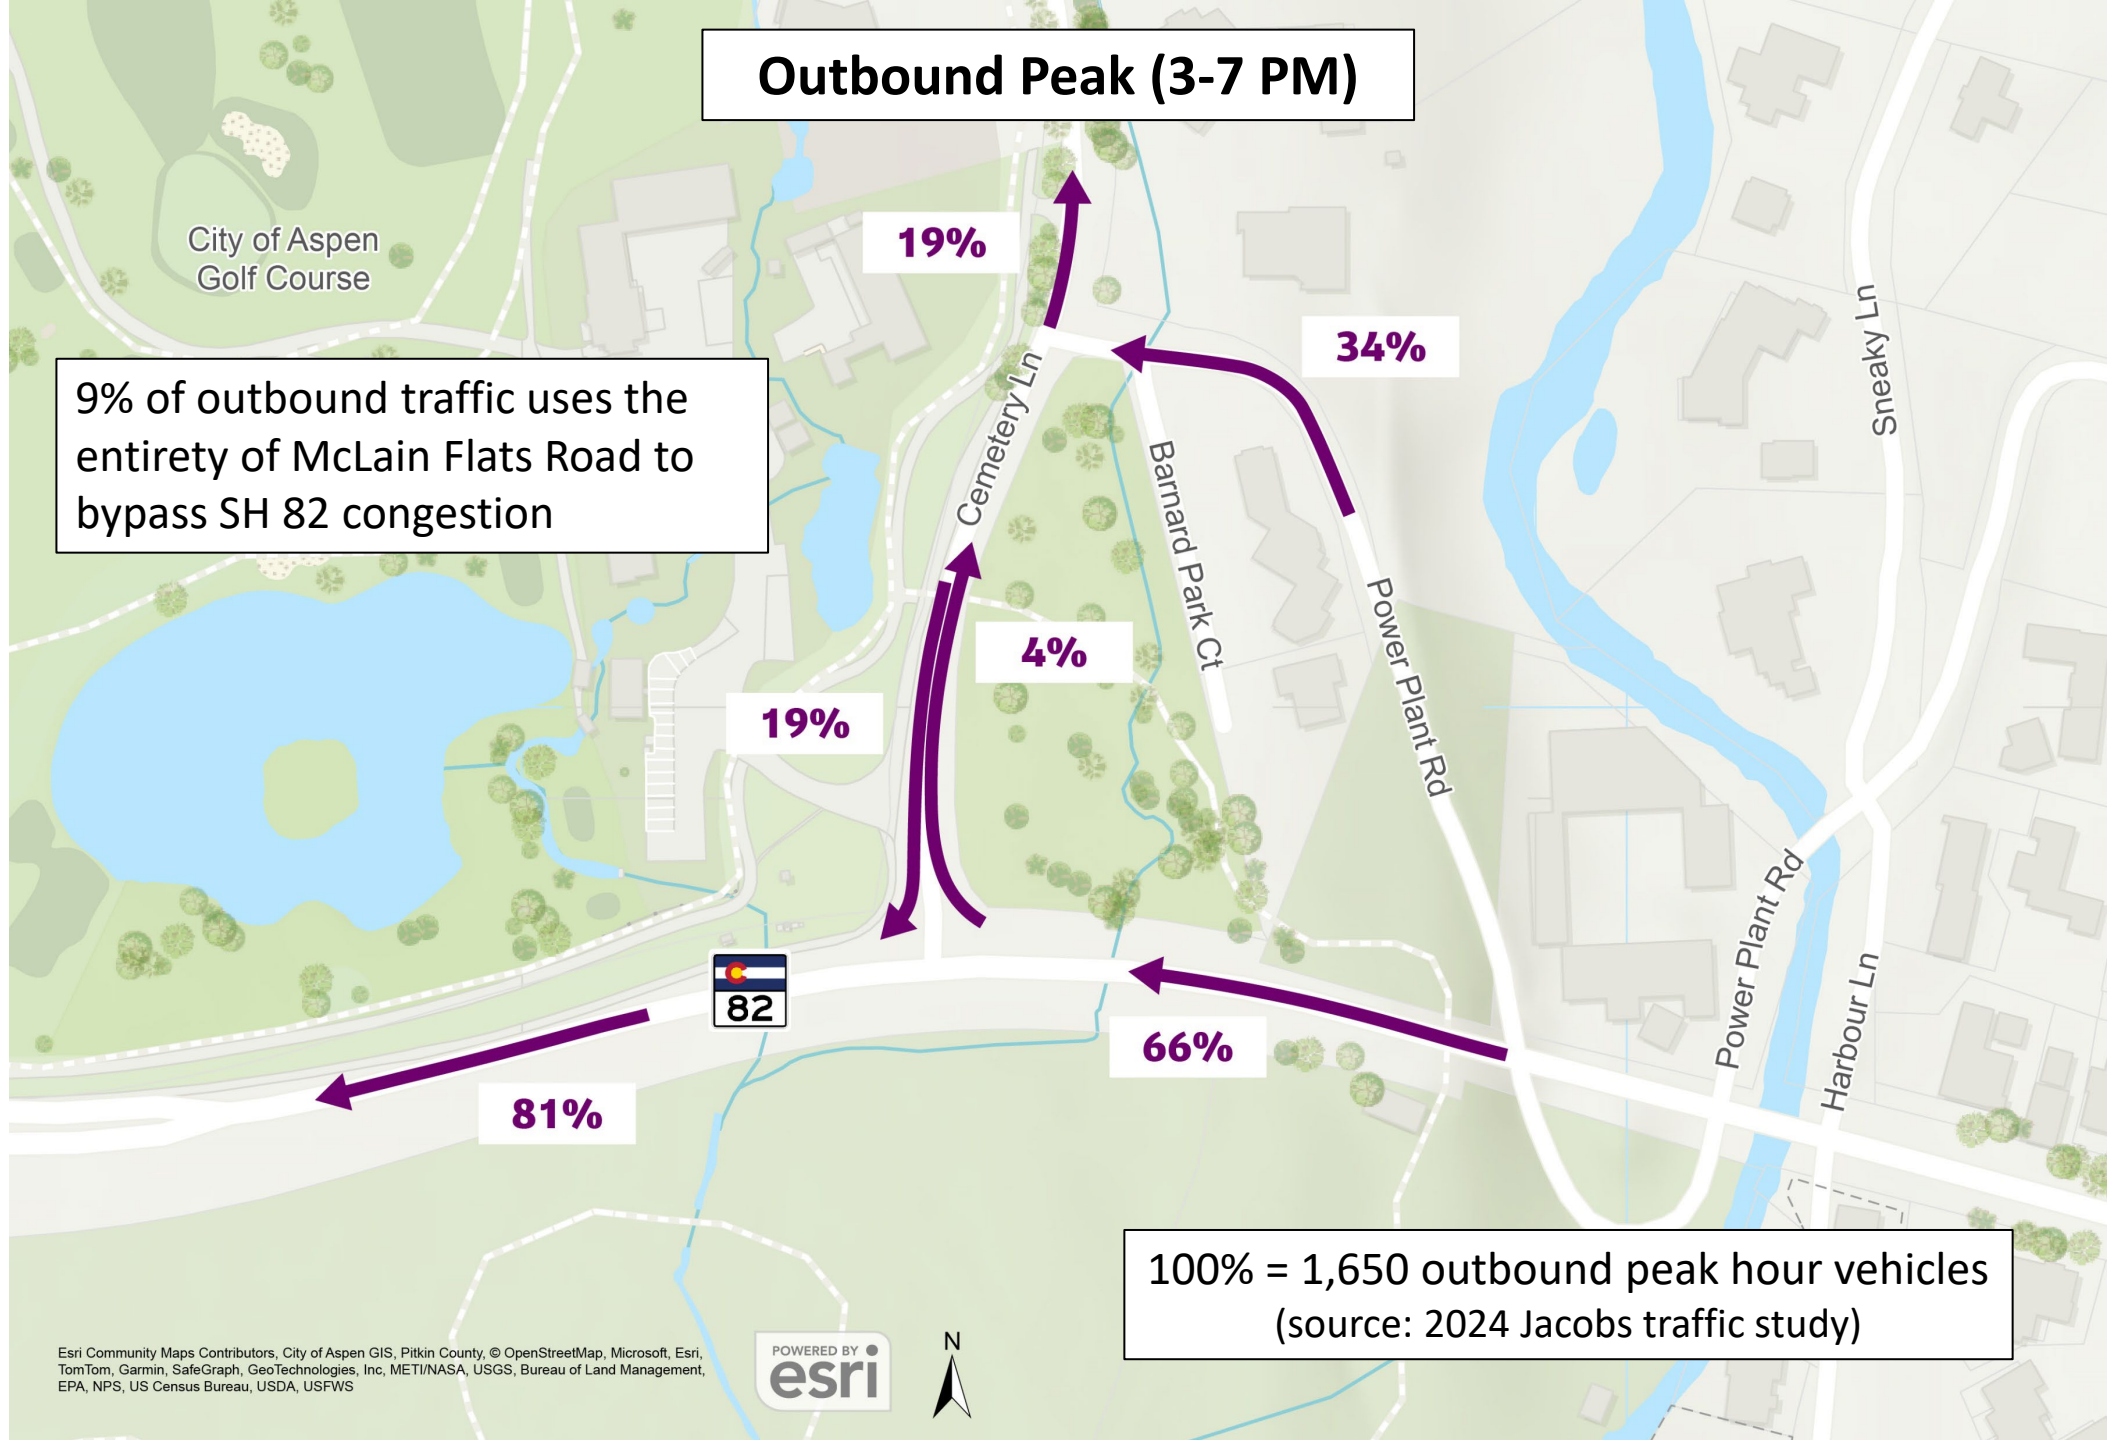 Outbound Peak (3-7 PM)
City of Aspen
Golf Course
19%
34%
Sneaky Ln
9% of outbound traffic uses the
entirety of McLain Flats Road to
bypass SH 82 congestion
Cemetery Ln
Barnard Park Ct
Power Plant Rd
4%
19%
Power Plant Rd
Harbour Ln
82
66%
81%
100% = 1,650 outbound peak hour vehicles
(source: 2024 Jacobs traffic study)
Esri Community Maps Contributors, City of Aspen GIS, Pitkin County, © OpenStreetMap, Microsoft, Esri,
TomTom, Garmin, SafeGraph, GeoTechnologies, Inc, METI/NASA, USGS, Bureau of Land Management,
EPA, NPS, US Census Bureau, USDA, USFWS
POWERED BY
esri
N